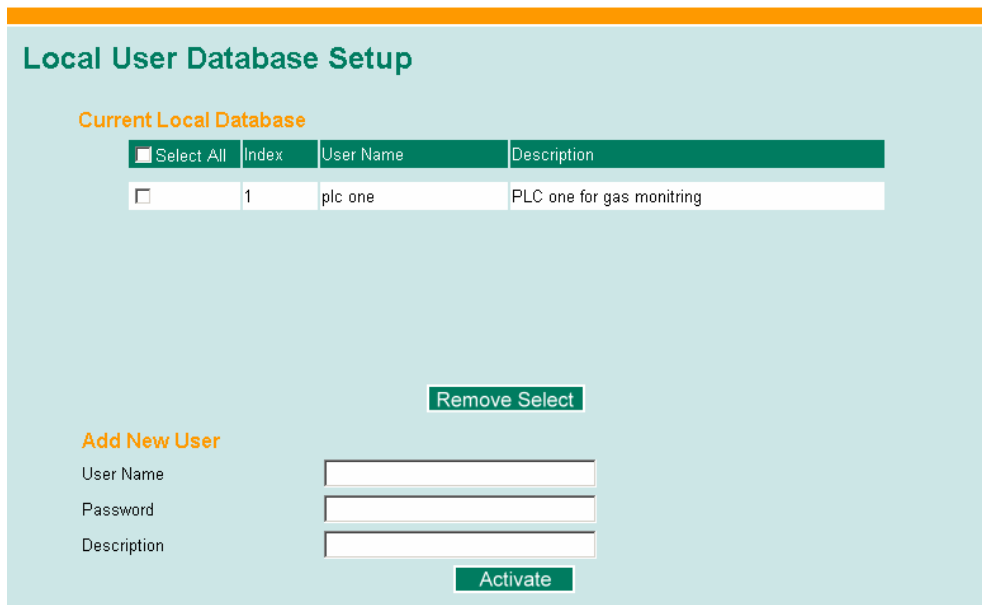 Local User Database Setup
Current Local Database
Select All Index User Name Description
1 plc one PLC one for gas monitring
Remove Select
Add New User
User Name
Password
Description
Activate